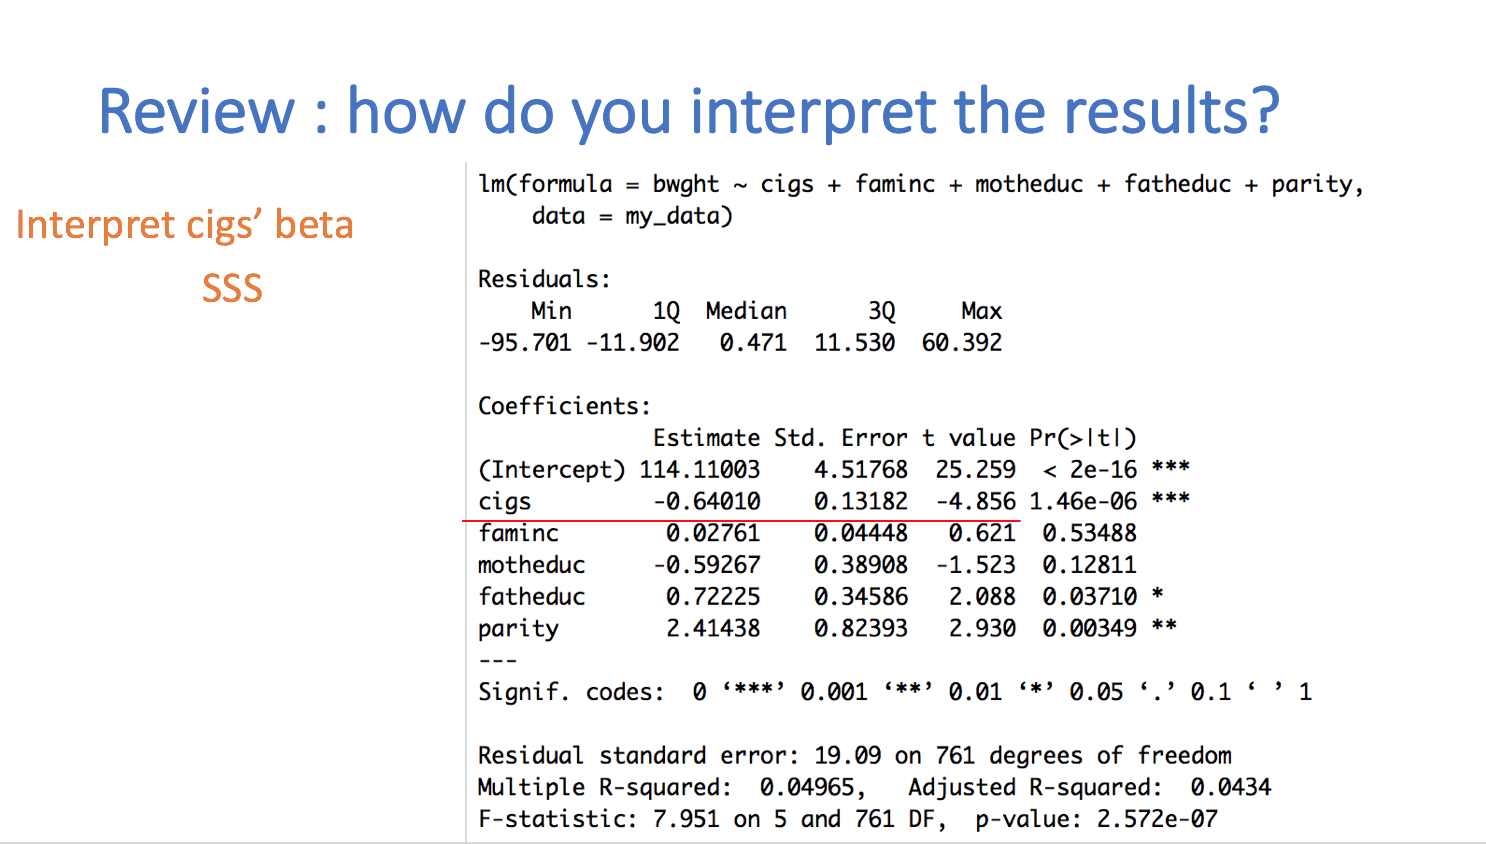 Review : how do you interpret the results?
Interpret cigs’ beta
SSS
lm(formula = bwght ~ cigs + faminc + motheduc + fatheduc + parity,
    data = my_data)
Residuals:
    Min      1Q  Median      3Q     Max
-95.701 -11.902   0.471  11.530  60.392
Coefficients:
             Estimate Std. Error t value Pr(>|t|)
(Intercept) 114.11003    4.51768  25.259  < 2e-16 ***
cigs         -0.64010    0.13182  -4.856 1.46e-06 ***
faminc        0.02761    0.04448   0.621  0.53488
motheduc     -0.59267    0.38908  -1.523  0.12811
fatheduc      0.72225    0.34586   2.088  0.03710 *
parity        2.41438    0.82393   2.930  0.00349 **
---
Signif. codes:  0 ‘***’ 0.001 ‘**’ 0.01 ‘*’ 0.05 ‘.’ 0.1 ‘ ’ 1
Residual standard error: 19.09 on 761 degrees of freedom
Multiple R-squared:  0.04965,   Adjusted R-squared:  0.0434
F-statistic: 7.951 on 5 and 761 DF,  p-value: 2.572e-07